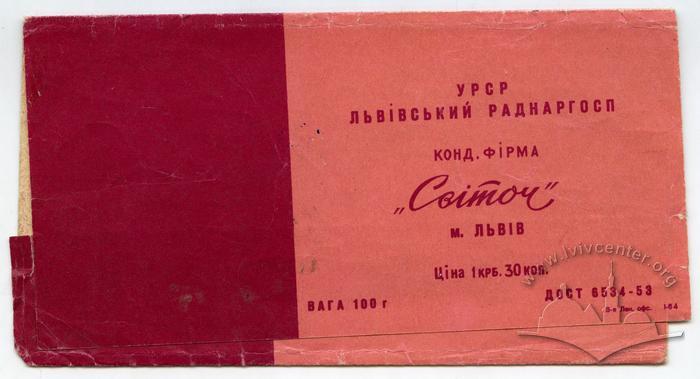 УРСР
ЛЬВІВСЬКИЙ РАДНАРГОСП
КОНД. ФІРМА
„Світоч"
м. ЛЬВІВ
Ціна 1 КРБ. 30 коп.
ВАГА 100 г
ДОСТ 6534-53
www.lvivcenter.org